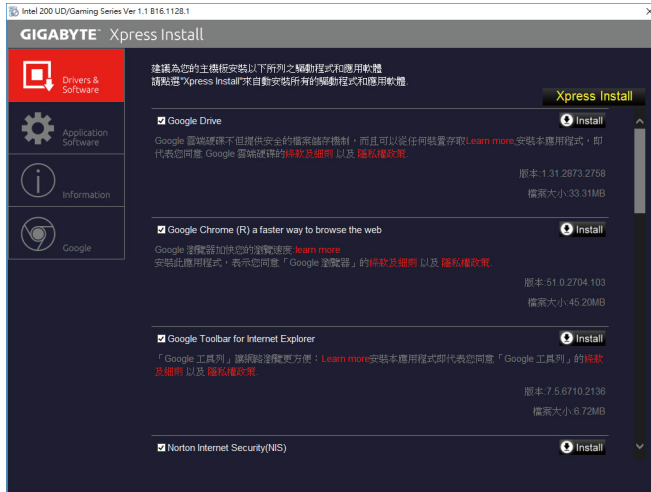 Intel 200 UD/Gaming Series Ver 1.1 B16.1128.1
GIGABYTE™ Xpress Install
Drivers &
Software
Application
Software
Information
Google
建議為您的主機板安裝以下所列之驅動程式和應用軟體
請點選"Xpress Install"來自動安裝所有的驅動程式和應用軟體.
Xpress Install
Google Drive
Install
Google 雲端硬碟不但提供安全的檔案儲存機制，而且可以從任何裝置存取Learn more.安裝本應用程式，即
代表您同意 Google 雲端硬碟的條款及細則 以及 隱私權政策.
版本:1.31.2873.2758
檔案大小:33.31MB
Google Chrome (R) a faster way to browse the web
Install
Google 瀏覽器加快您的瀏覽速度.learn more
安裝此應用程式，表示您同意「Google 瀏覽器」的條款及細則 以及 隱私權政策.
版本:51.0.2704.103
檔案大小:45.20MB
Google Toolbar for Internet Explorer
Install
「Google 工具列」讓網路瀏覽更方便：Learn more安裝本應用程式即代表您同意「Google 工具列」的條款
及細則 以及 隱私權政策.
版本:7.5.6710.2136
檔案大小:6.72MB
Norton Internet Security(NIS)
Install